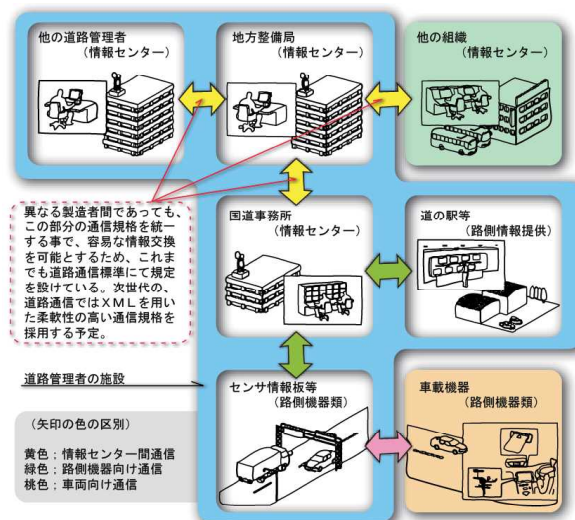 他の道路管理者
（情報センター）
地方整備局
（情報センター）
他の組織
（情報センター）
異なる製造者間であっても、
この部分の通信規格を統一
する事で、容易な情報交換
を可能とするため、これま
でも道路通信標準にて規定
を設けている。次世代の、
道路通信ではＸＭＬを用い
た柔軟性の高い通信規格を
採用する予定。
国道事務所
（情報センター）
道の駅等
（路側情報提供）
道路管理者の施設
センサ情報板等
（路側機器類）
車載機器
（路側機器類）
（矢印の色の区別）
黄色：情報センター間通信
緑色：路側機器向け通信
桃色：車両向け通信